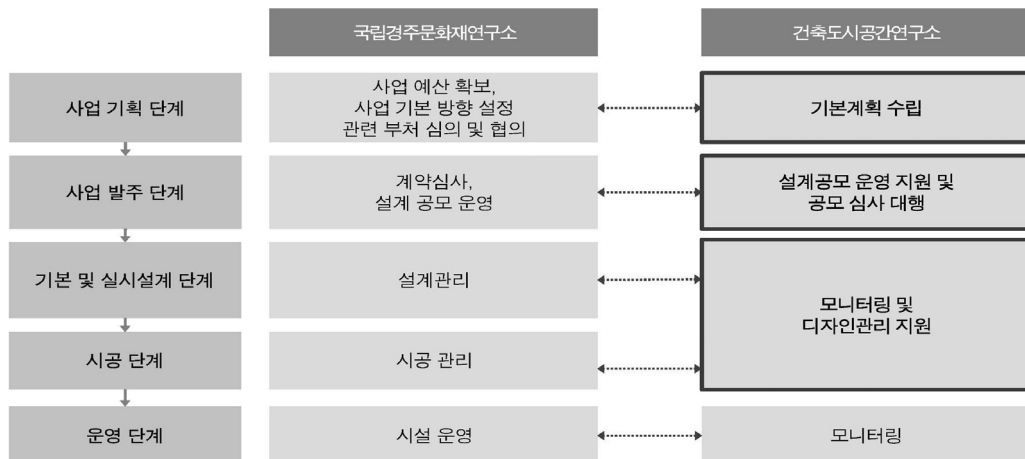 국립경주문화재연구소
건축도시공간연구소
사업 기획 단계
사업 예산 확보,
사업 기본 방향 설정
관련 부처 심의 및 협의
기본계획 수립
사업 발주 단계
계약심사,
설계 공모 운영
설계공모 운영 지원 및
공모 심사 대행
기본 및 실시설계 단계
설계관리
모니터링 및
디자인관리 지원
시공 단계
시공 관리
운영 단계
시설 운영
모니터링